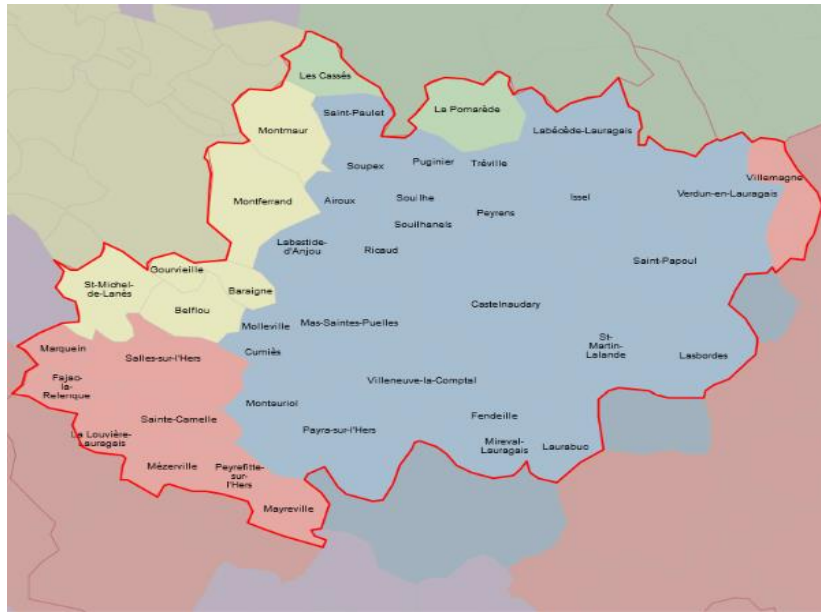 Les Cassés
Saint-Paulet
La Pomarède
Montmaur
Labécède-Lauragais
Soupex
Puginier
Tréville
Villemagne
Montferrand
Airoux
Souilhe
Issel
Verdun-en-Lauragais
Peyrens
Souilhanels
Labastide-
d'Anjou
Ricaud
Saint-Papoul
Gourvieille
St-Michel-
de-Lanès
Baraigne
Belflou
Castelnaudary
Molleville
Mas-Saintes-Puelles
St-
Martin-
Lalande
Marquein
Salles-sur-l'Hers
Cumiès
Lasbordes
Fajac-
la-
Relenque
Villeneuve-la-Comptal
Montauriol
Sainte-Camelle
Fendeille
Payra-sur-l'Hers
La Louvière-
Lauragais
Mireval-
Lauragais
Laurabuc
Mézerville
Peyrefitte-
sur-
l'Hers
Mayreville